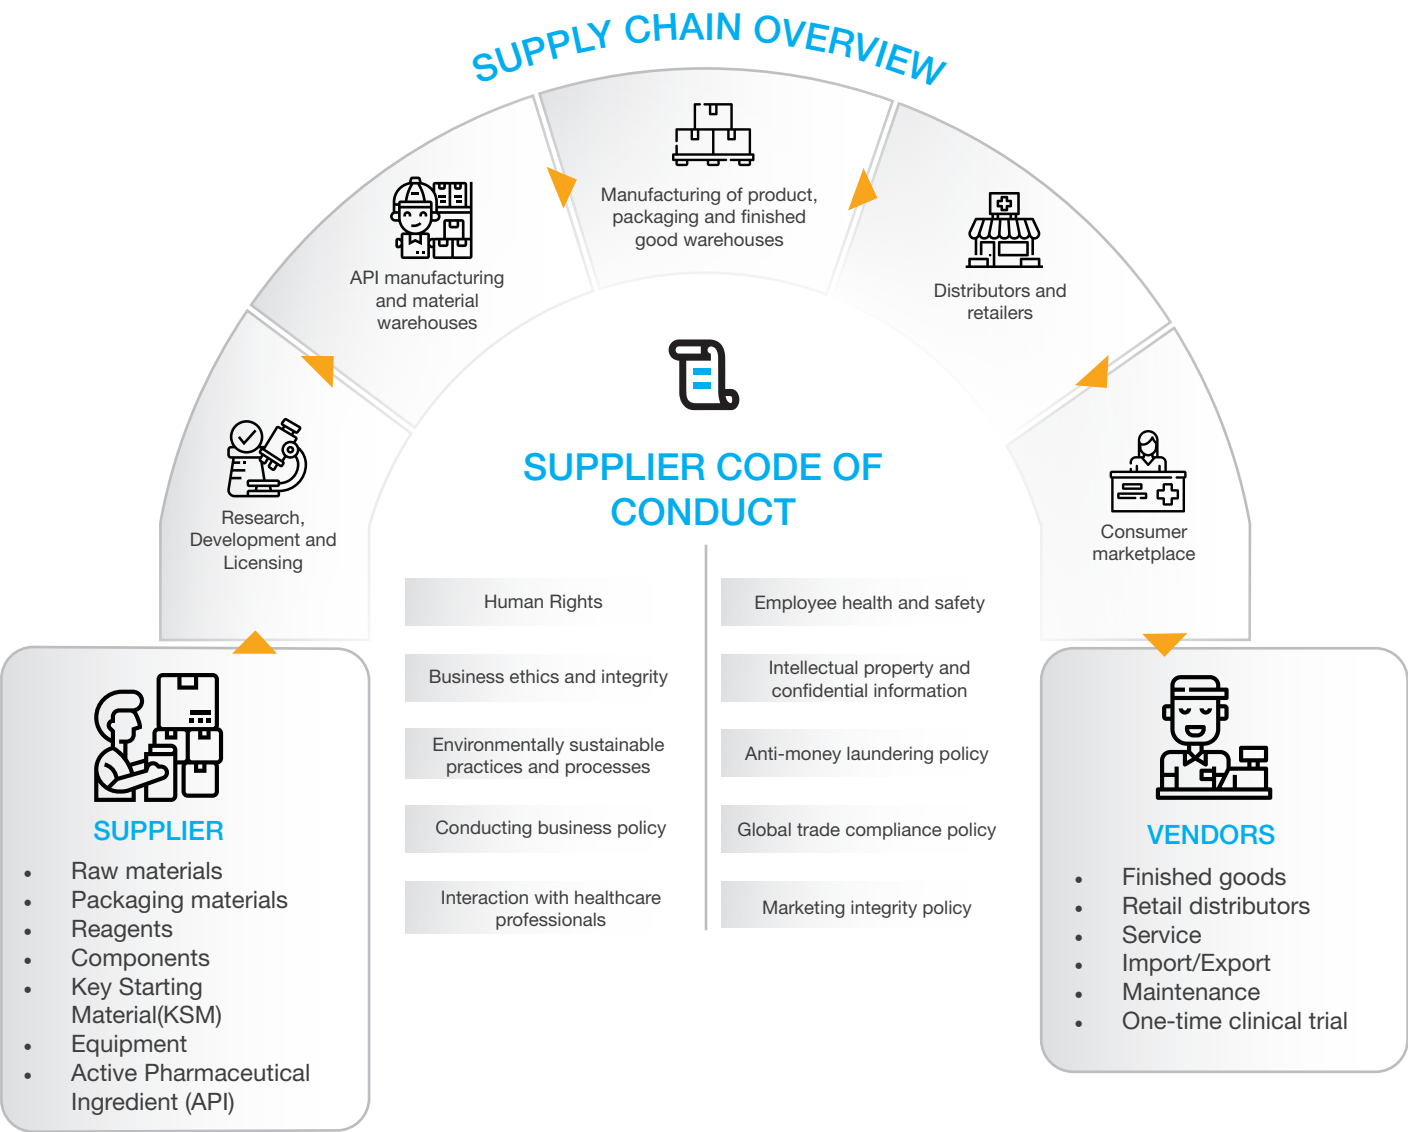 SUPPLY CHAIN OVERVIEW
Manufacturing of product,
packaging and finished
good warehouses
API manufacturing
and material
warehouses
Distributors and
retailers
Research,
Development and
Licensing
Consumer
marketplace
SUPPLIER CODE OF
CONDUCT
Human Rights
Business ethics and integrity
Environmentally sustainable
practices and processes
Conducting business policy
Interaction with healthcare
professionals
Employee health and safety
Intellectual property and
confidential information
Anti-money laundering policy
Global trade compliance policy
Marketing integrity policy
SUPPLIER
• Raw materials
• Packaging materials
• Reagents
• Components
• Key Starting
Material(KSM)
• Equipment
• Active Pharmaceutical
Ingredient (API)
VENDORS
• Finished goods
• Retail distributors
• Service
• Import/Export
• Maintenance
• One-time clinical trial